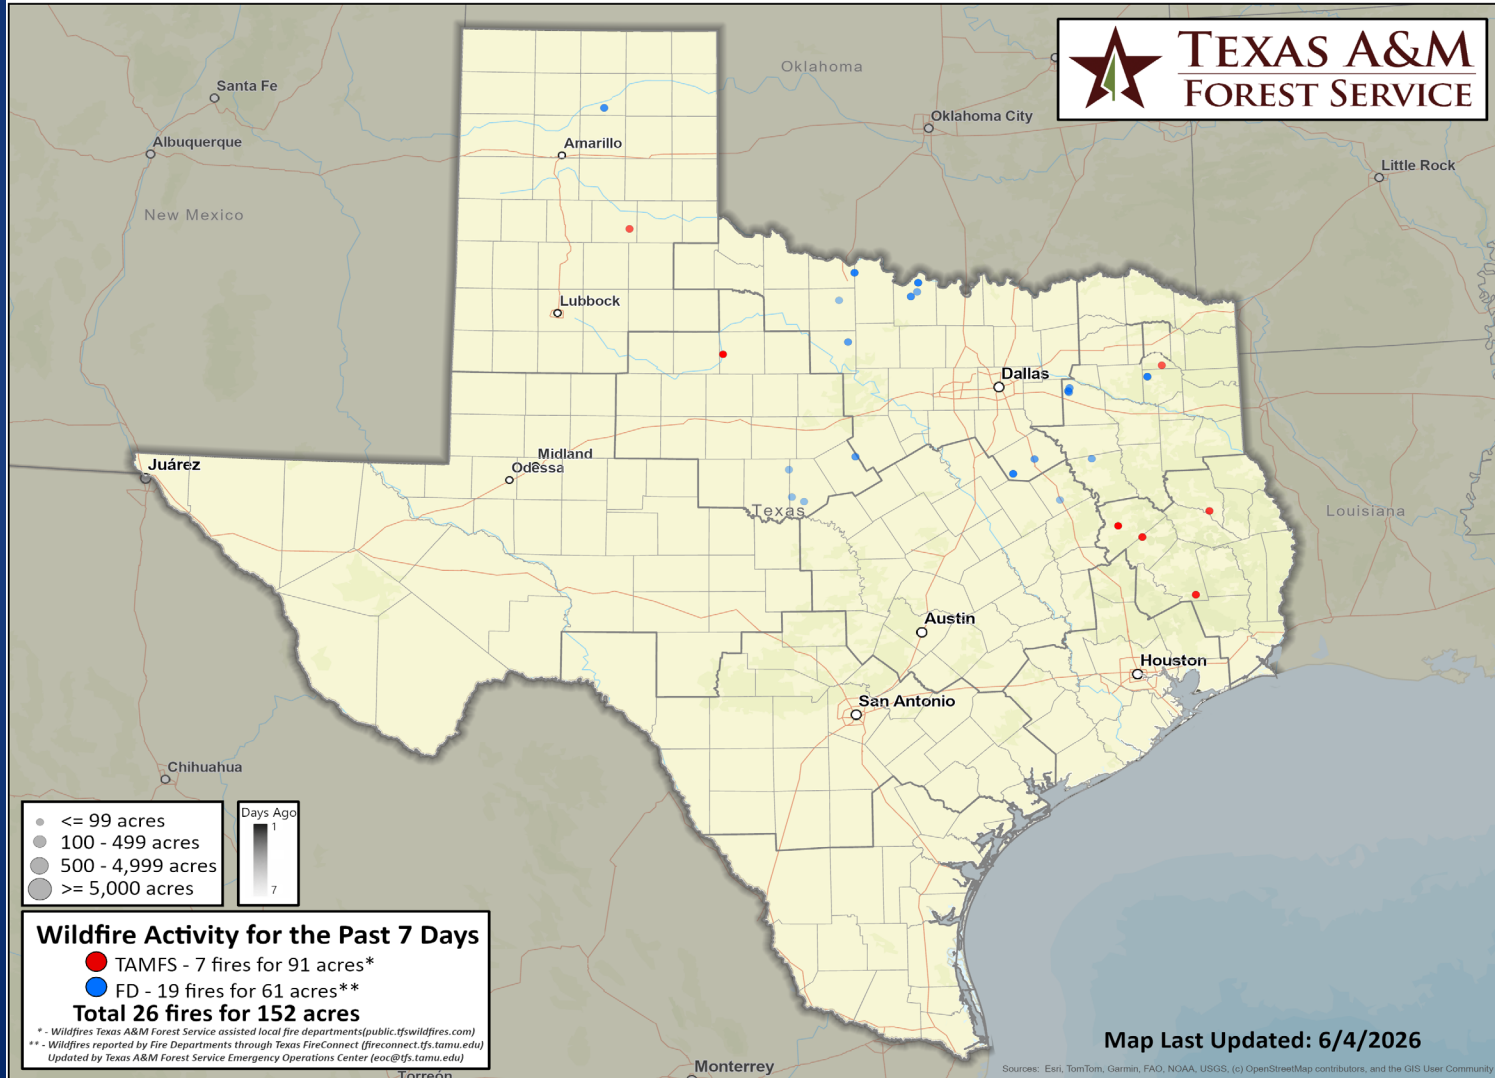 TEXAS A&M
FOREST SERVICE
Oklahoma
Santa Fe
Oklahoma City
Albuquerque
Amarillo
Little Rock
New Mexico
Lubbock
Dallas
Midland
Odessa
Juárez
Texas
Louisiana
Austin
Houston
San Antonio
Chihuahua
<= 99 acres
100 - 499 acres
500 - 4,999 acres
>= 5,000 acres
Days Ago
1
7
Wildfire Activity for the Past 7 Days
TAMFS - 7 fires for 91 acres*
FD - 19 fires for 61 acres**
Total 26 fires for 152 acres
* - Wildfires Texas A&M Forest Service assisted local fire departments(public.tfswildfires.com)
** - Wildfires reported by Fire Departments through Texas FireConnect (fireconnect.tfs.tamu.edu)
Updated by Texas A&M Forest Service Emergency Operations Center (eoc@tfs.tamu.edu)
Map Last Updated: 6/4/2026
Sources: Esri, TomTom, Garmin, FAO, NOAA, USGS, (c) OpenStreetMap contributors, and the GIS User Community
Monterrey
Torreón